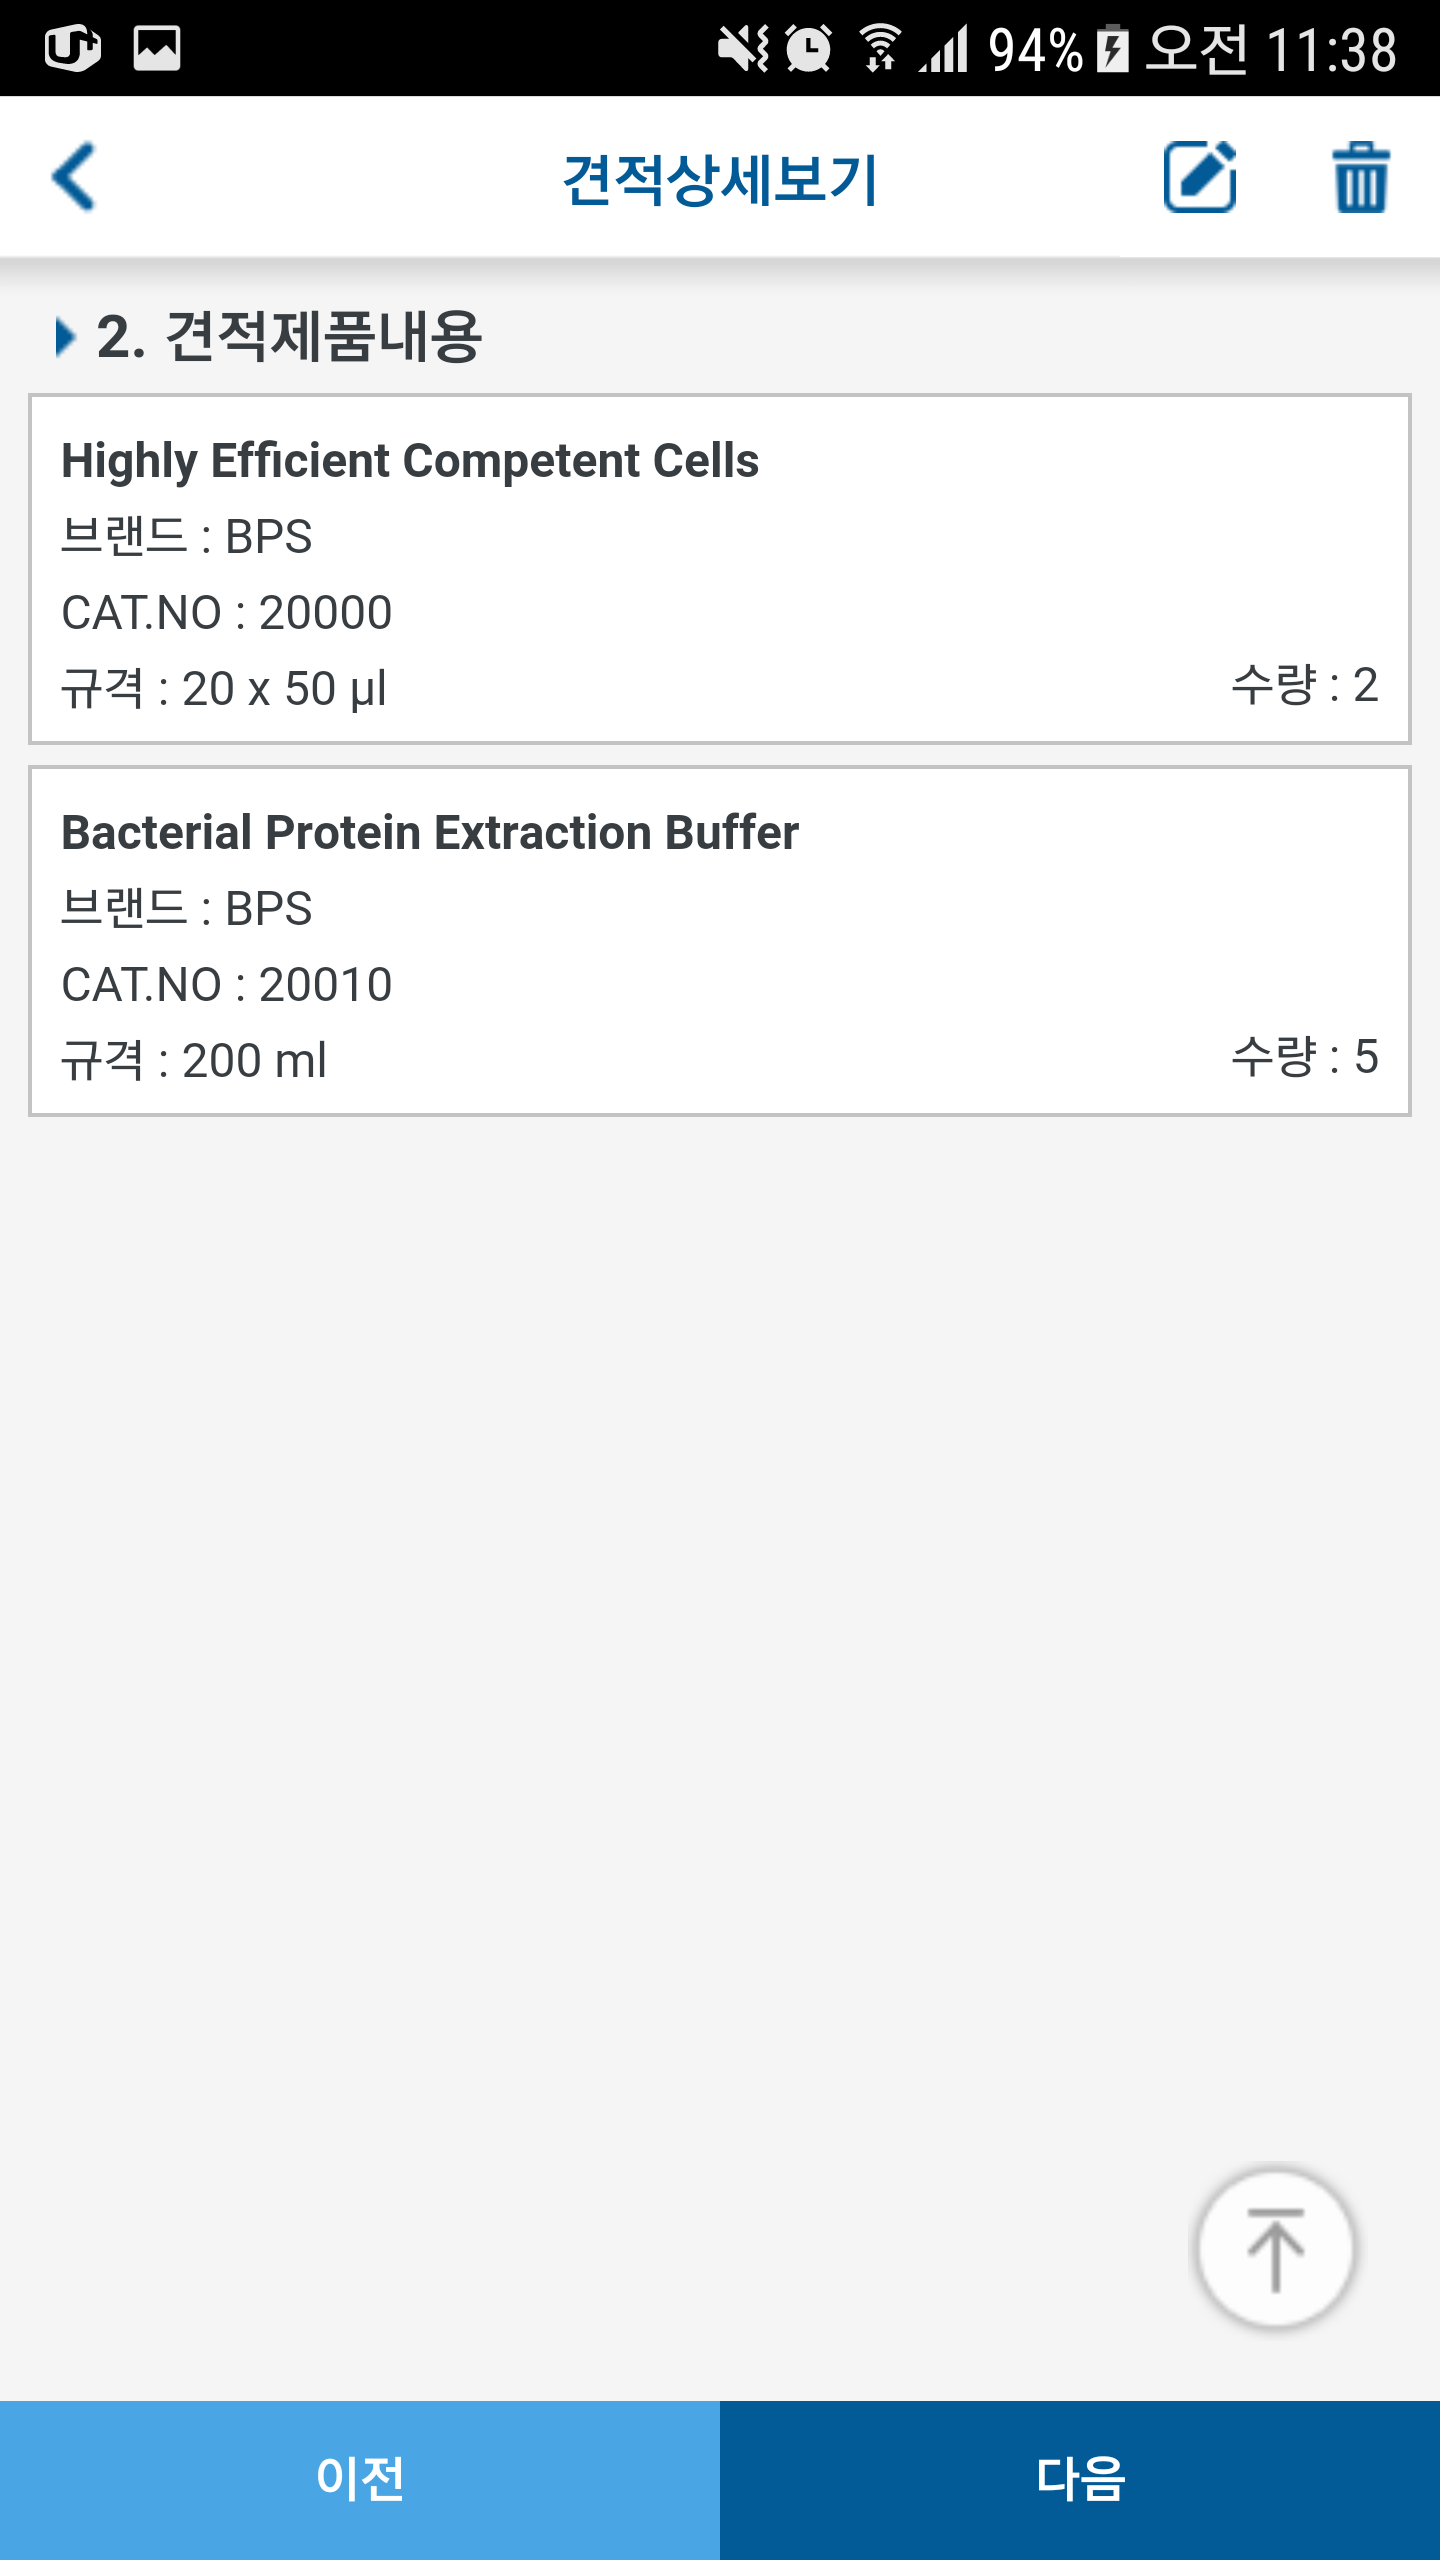 U+
94% 오전 11:38
견적상세보기
2. 견적제품내용
Highly Efficient Competent Cells
브랜드 : BPS
CAT.NO : 20000
규격 : 20 x 50 µl
수량 : 2
Bacterial Protein Extraction Buffer
브랜드 : BPS
CAT.NO : 20010
규격 : 200 ml
수량 : 5
이전
다음